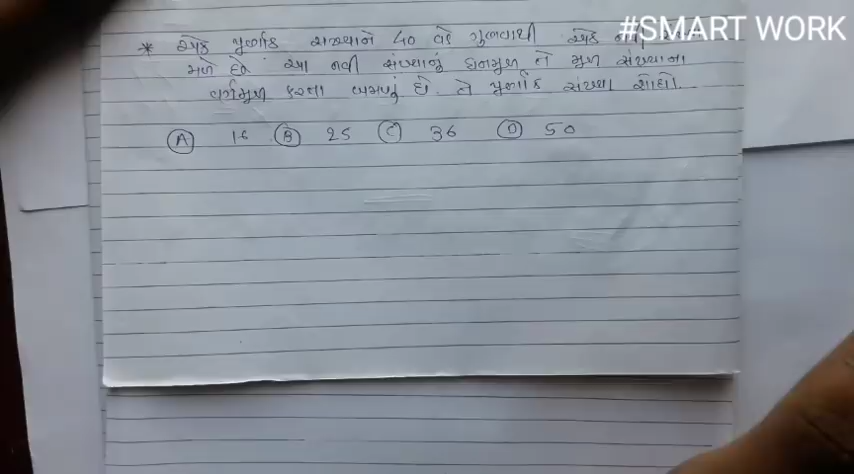 #SMART WORK
* એક પૂર્ણાંક સંખ્યાને 40 વડે ગુણવાથી એક
મળે છે. આ નવી સંખ્યાનું ઘનમૂળ તે મૂળ સંખ્યાના
વર્ગમૂળ કરતા બમણું છે. તે પૂર્ણાંક સંખ્યા શોધો.
(A) 16 (B) 25 (C) 36 (D) 50